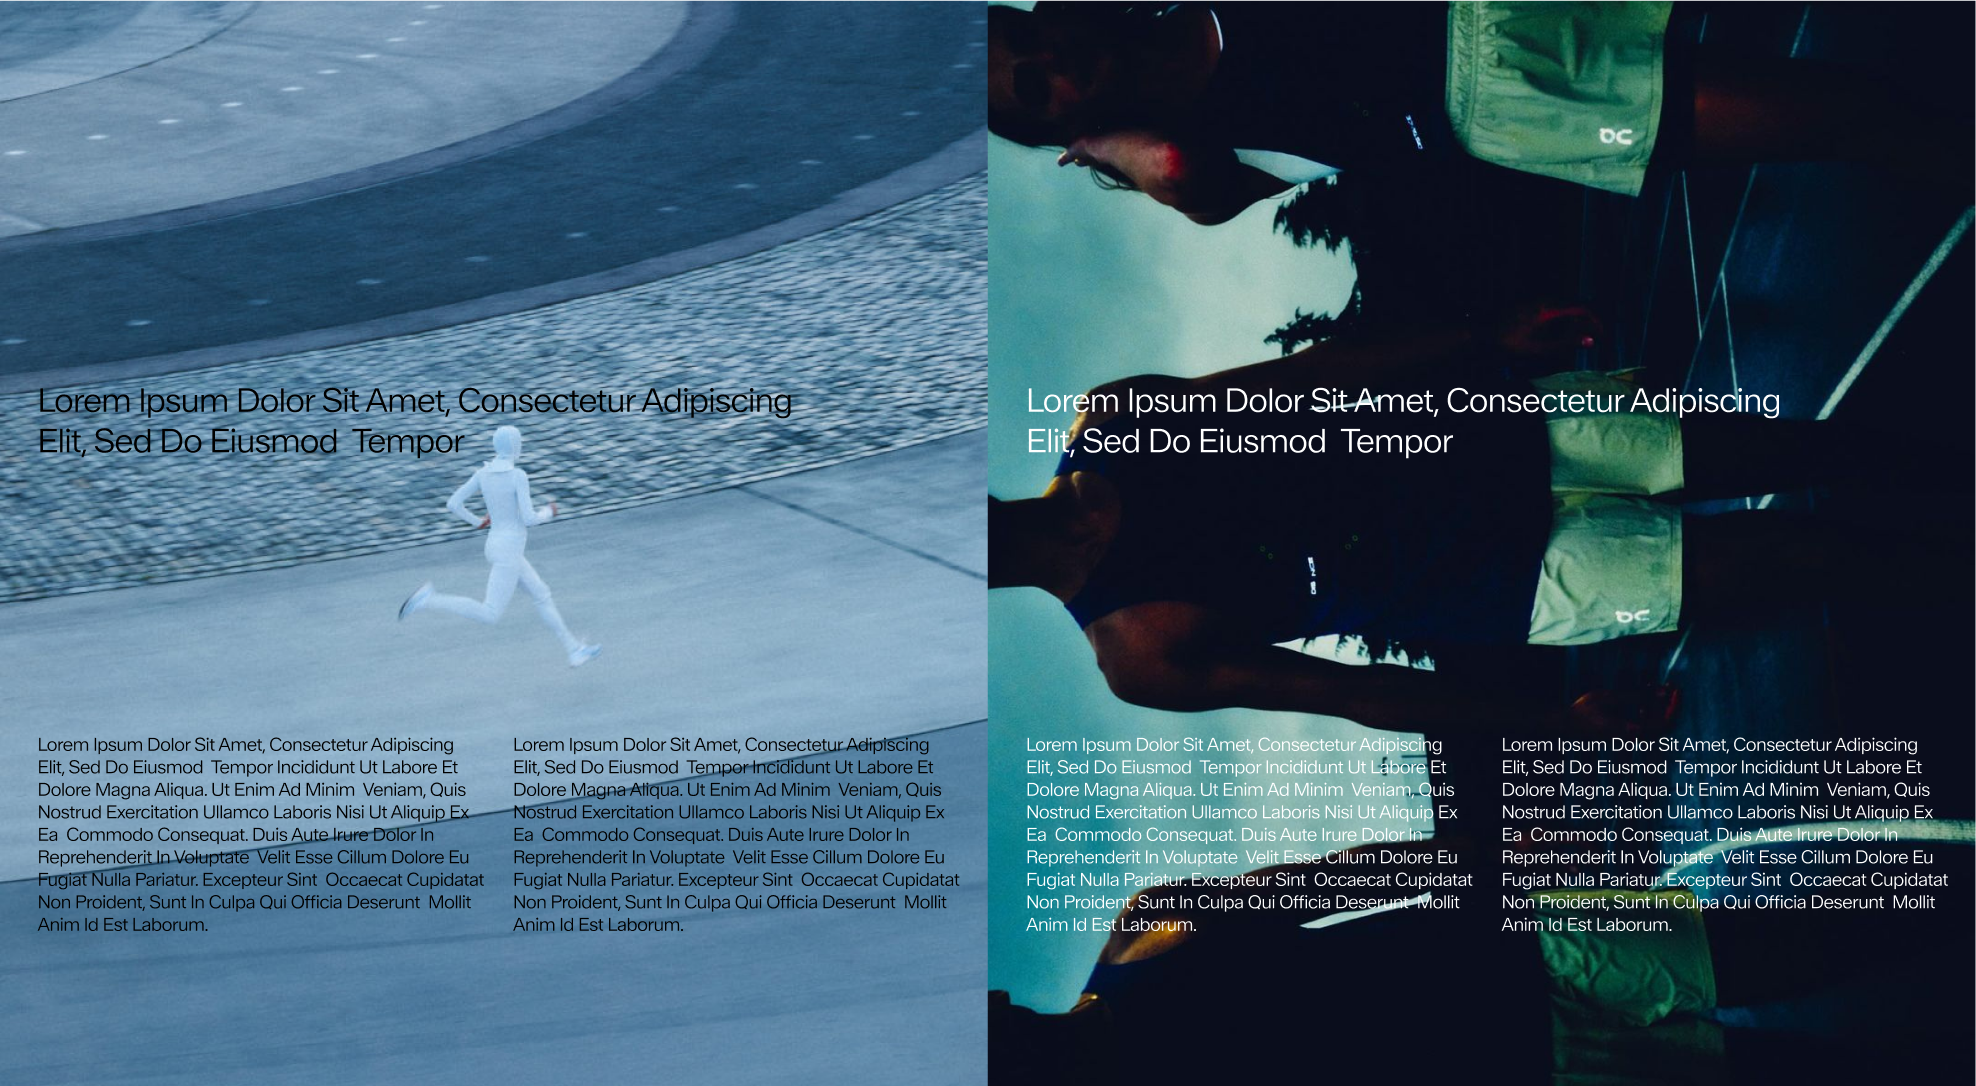 Lorem Ipsum Dolor Sit Amet, Consectetur Adipiscing
Elit, Sed Do Eiusmod  Tempor
Lorem Ipsum Dolor Sit Amet, Consectetur Adipiscing
Elit, Sed Do Eiusmod  Tempor Incididunt Ut Labore Et
Dolore Magna Aliqua. Ut Enim Ad Minim  Veniam, Quis
Nostrud Exercitation Ullamco Laboris Nisi Ut Aliquip Ex
Ea  Commodo Consequat. Duis Aute Irure Dolor In
Reprehenderit In Voluptate  Velit Esse Cillum Dolore Eu
Fugiat Nulla Pariatur. Excepteur Sint  Occaecat Cupidatat
Non Proident, Sunt In Culpa Qui Officia Deserunt  Mollit
Anim Id Est Laborum.
Lorem Ipsum Dolor Sit Amet, Consectetur Adipiscing
Elit, Sed Do Eiusmod  Tempor Incididunt Ut Labore Et
Dolore Magna Aliqua. Ut Enim Ad Minim  Veniam, Quis
Nostrud Exercitation Ullamco Laboris Nisi Ut Aliquip Ex
Ea  Commodo Consequat. Duis Aute Irure Dolor In
Reprehenderit In Voluptate  Velit Esse Cillum Dolore Eu
Fugiat Nulla Pariatur. Excepteur Sint  Occaecat Cupidatat
Non Proident, Sunt In Culpa Qui Officia Deserunt  Mollit
Anim Id Est Laborum.
Lorem Ipsum Dolor Sit Amet, Consectetur Adipiscing
Elit, Sed Do Eiusmod  Tempor
Lorem Ipsum Dolor Sit Amet, Consectetur Adipiscing
Elit, Sed Do Eiusmod  Tempor Incididunt Ut Labore Et
Dolore Magna Aliqua. Ut Enim Ad Minim  Veniam, Quis
Nostrud Exercitation Ullamco Laboris Nisi Ut Aliquip Ex
Ea  Commodo Consequat. Duis Aute Irure Dolor In
Reprehenderit In Voluptate  Velit Esse Cillum Dolore Eu
Fugiat Nulla Pariatur. Excepteur Sint  Occaecat Cupidatat
Non Proident, Sunt In Culpa Qui Officia Deserunt  Mollit
Anim Id Est Laborum.
Lorem Ipsum Dolor Sit Amet, Consectetur Adipiscing
Elit, Sed Do Eiusmod  Tempor Incididunt Ut Labore Et
Dolore Magna Aliqua. Ut Enim Ad Minim  Veniam, Quis
Nostrud Exercitation Ullamco Laboris Nisi Ut Aliquip Ex
Ea  Commodo Consequat. Duis Aute Irure Dolor In
Reprehenderit In Voluptate  Velit Esse Cillum Dolore Eu
Fugiat Nulla Pariatur. Excepteur Sint  Occaecat Cupidatat
Non Proident, Sunt In Culpa Qui Officia Deserunt  Mollit
Anim Id Est Laborum.